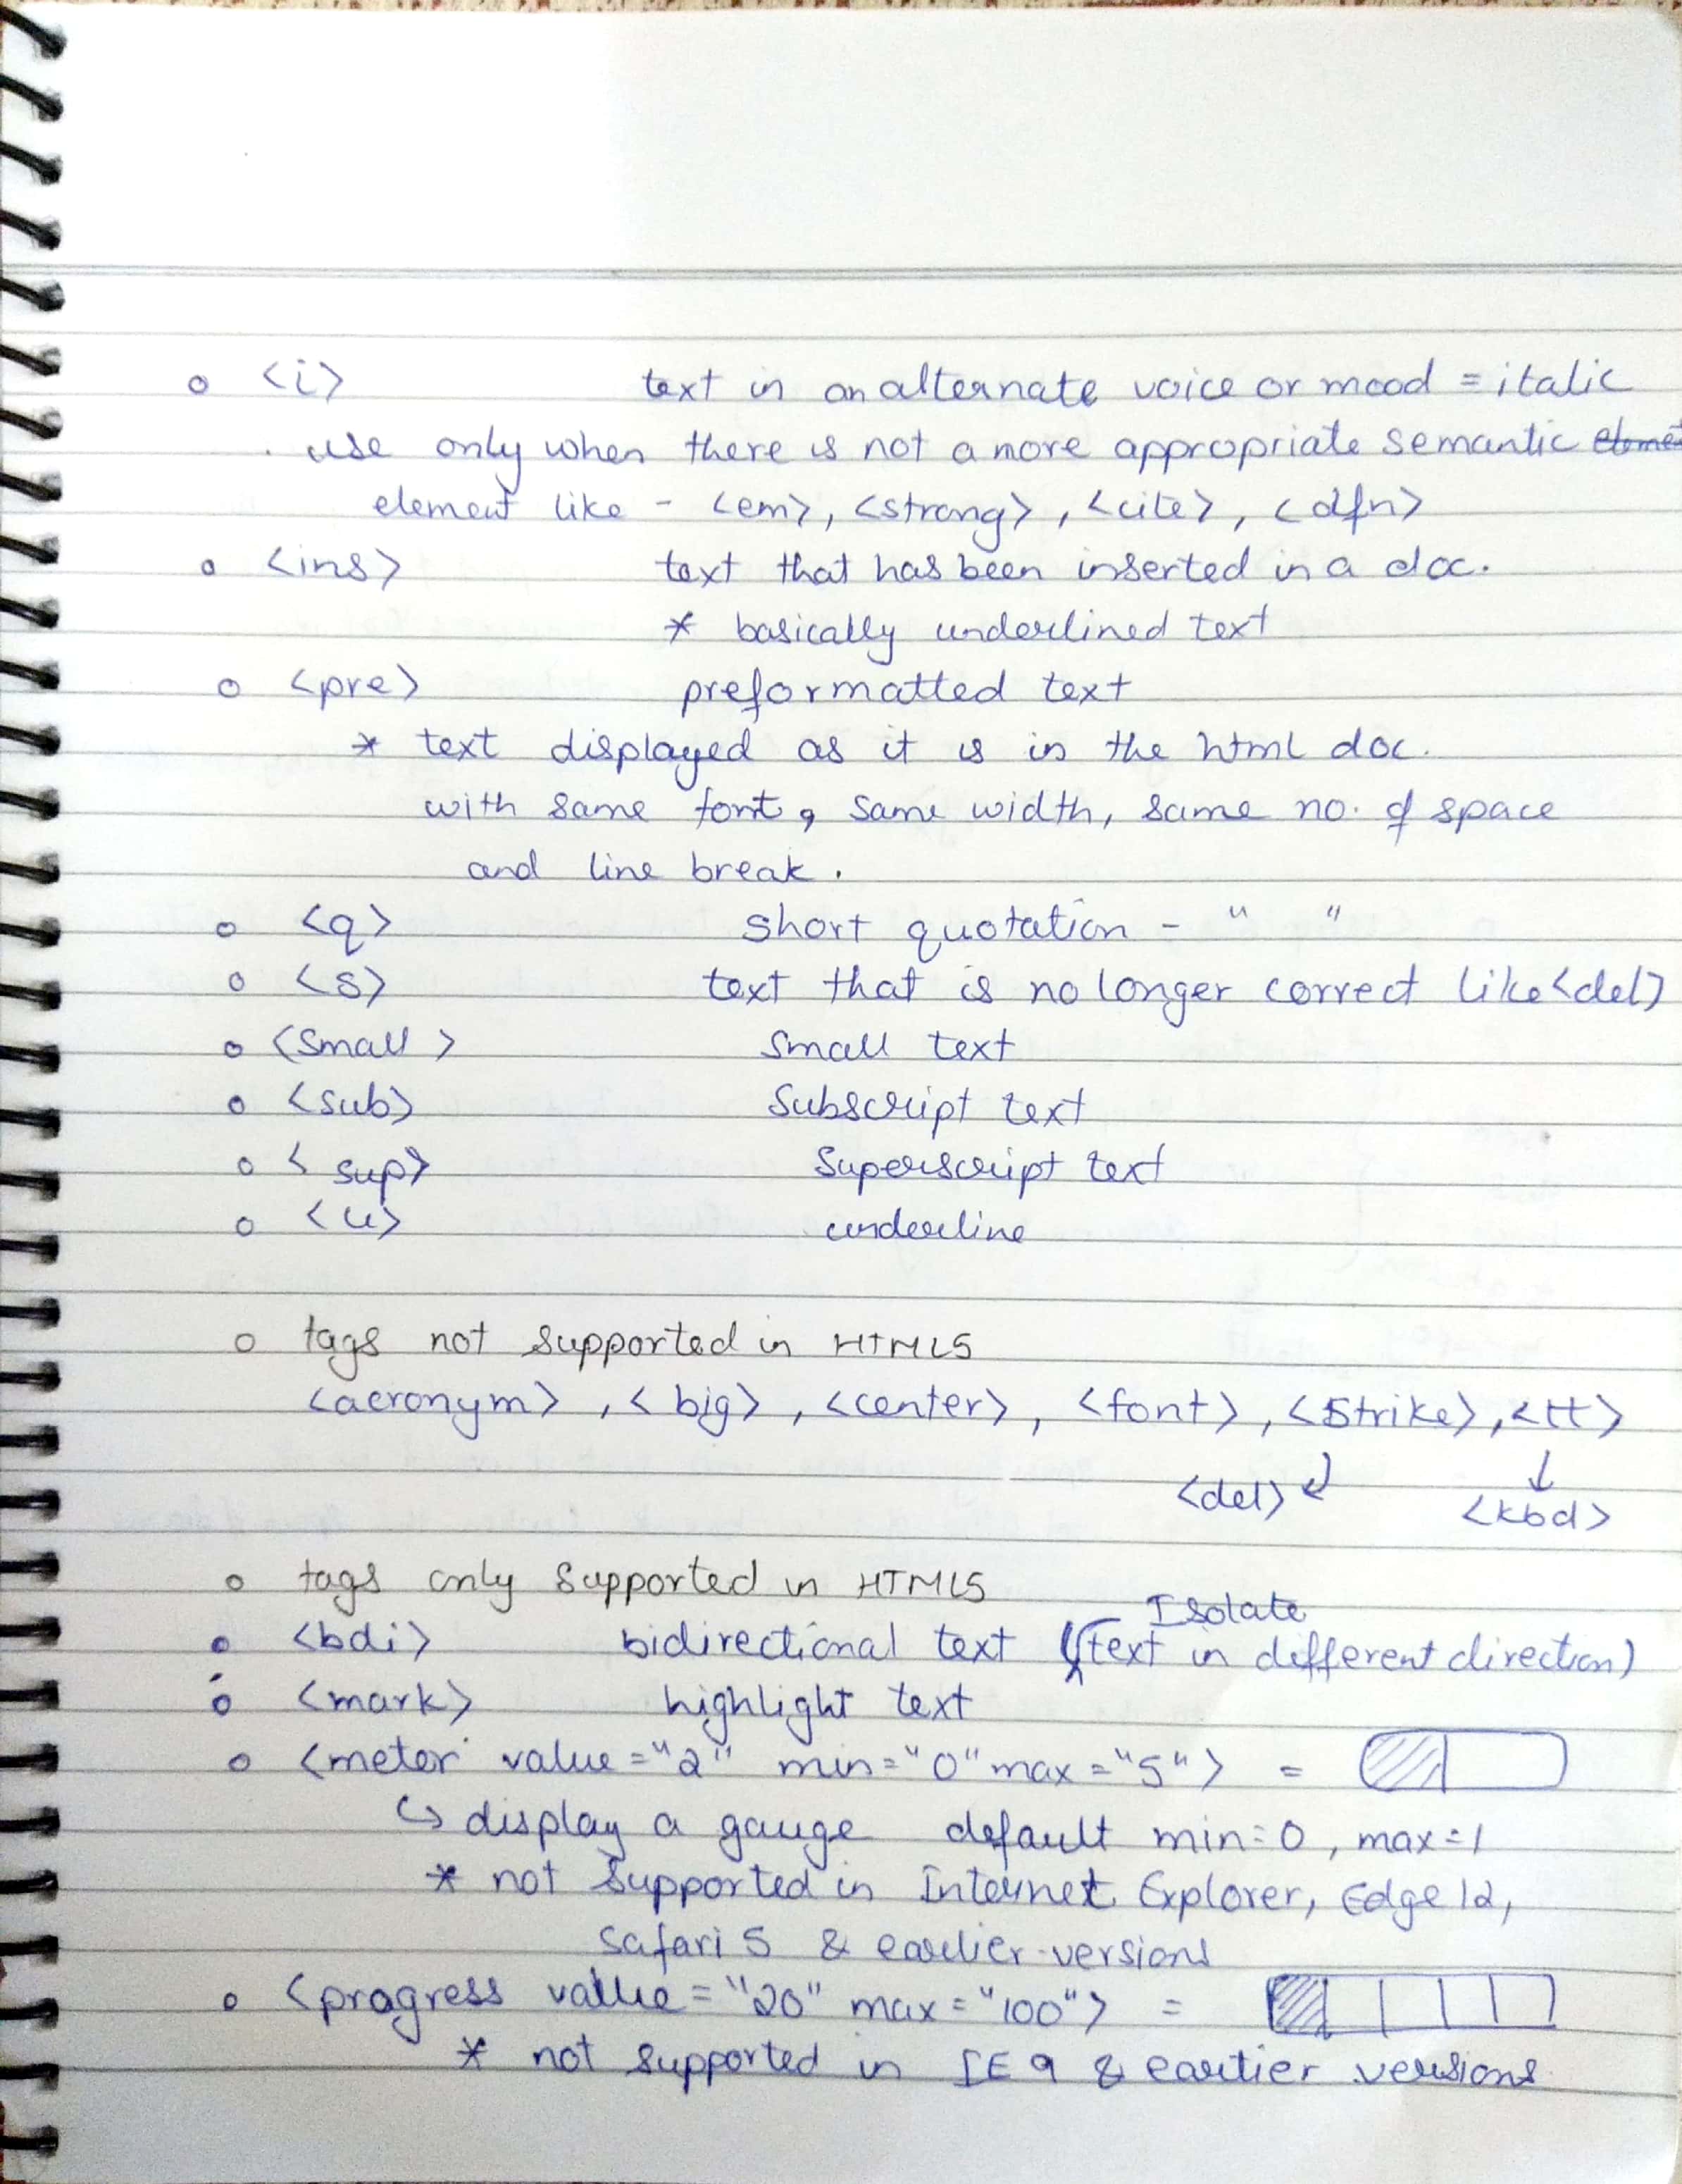 o <i> text in an alternate voice or mood = italic
. use only when there is not a more appropriate semantic eleme
element like - <em>, <strong>, <cite>, <dfn>
o <ins> text that has been inserted in a doc.
* basically underlined text
o <pre> preformatted text
* text displayed as it is in the html doc.
with same font, same width, same no. of space
and line break.
o <q> short quotation - " "
o <s> text that is no longer correct like <del>
o <small> small text
o <sub> Subscript text
o <sup> Superscript text
o <u> underline
o tags not supported in HTML5
<acronym>, <big>, <center>, <font>, <strike>, <tt>
<del> ↲ ↓
<kbd>
o tags only supported in HTML5
Isolate
o <bdi> bidirectional text (text in different direction)
o <mark> highlight text
o <meter value="2" min="0" max="5"> =
↪ display a gauge default min=0, max=1
* not supported in Internet Explorer, Edge 12,
Safari 5 & earlier versions
o <progress value="20" max="100"> =
* not supported in IE 9 & eartier versions